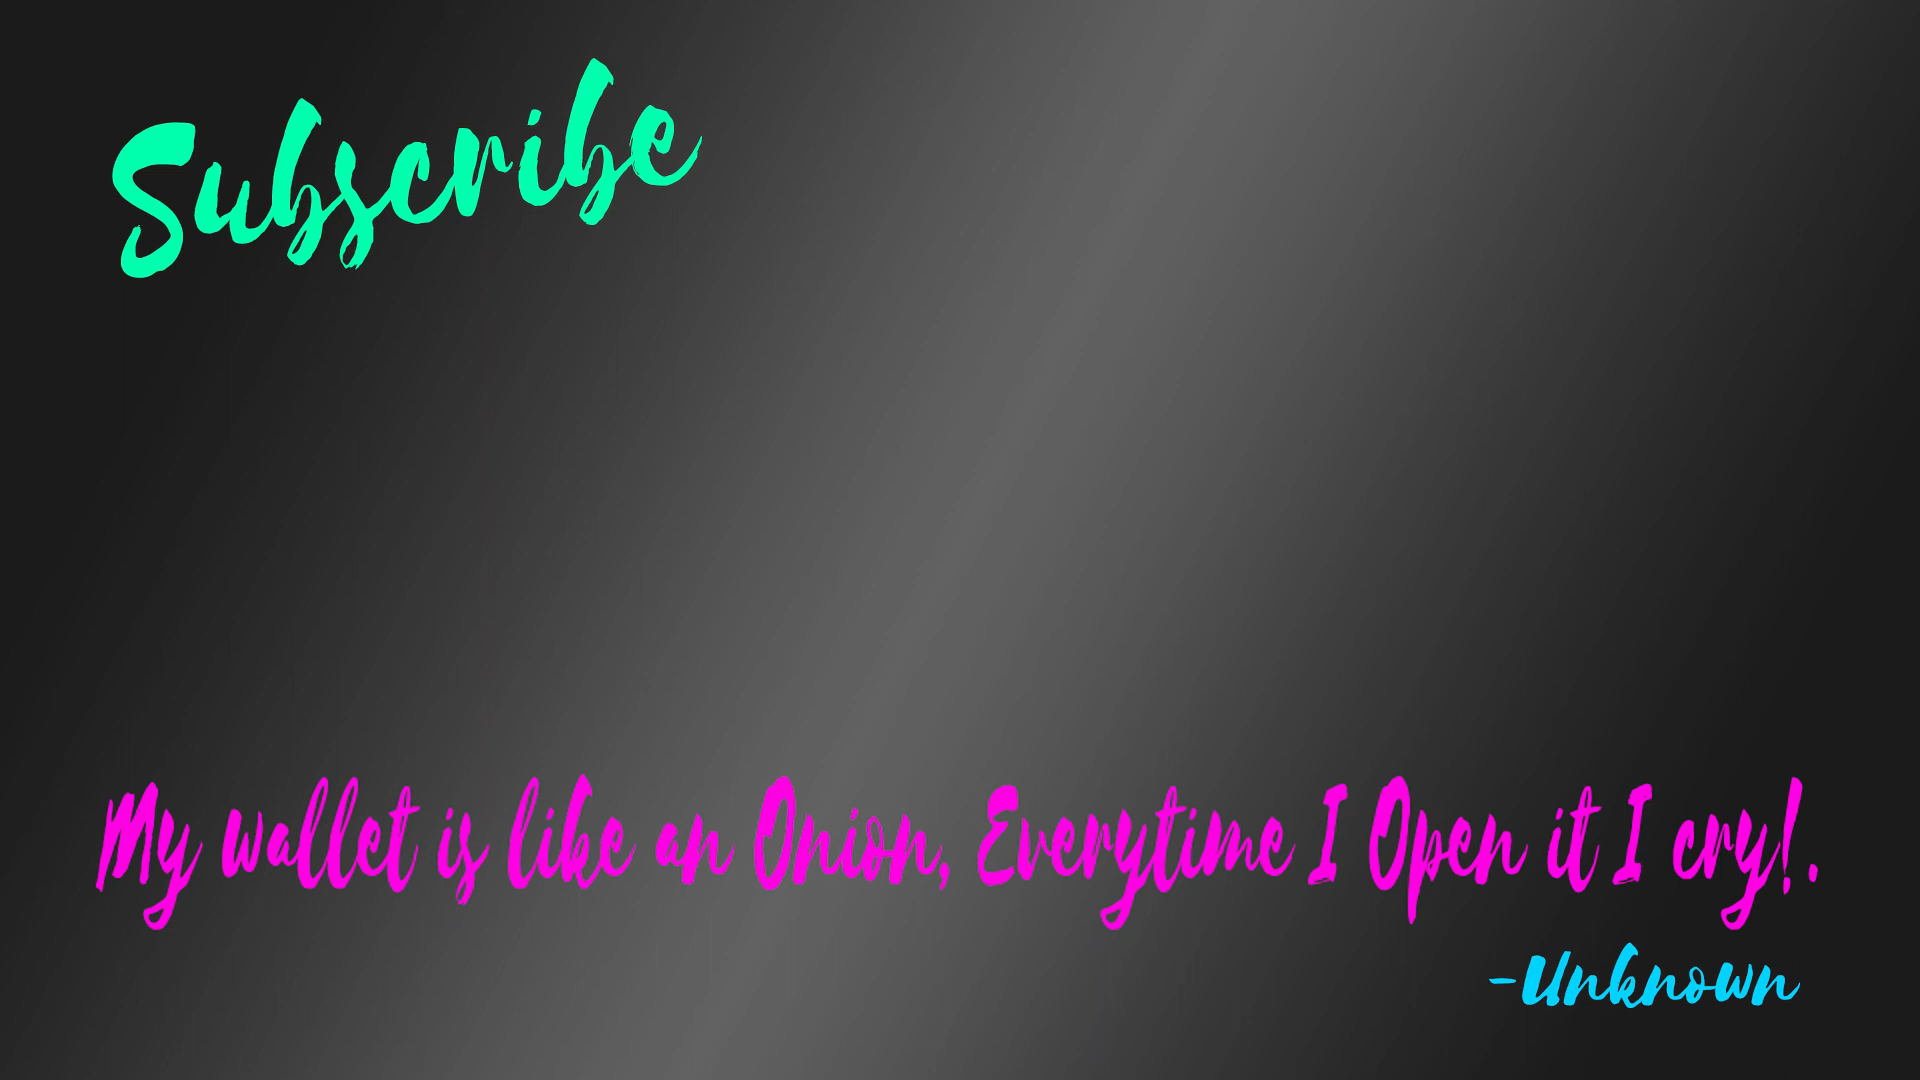 Subscribe
My wallet is like an Onion, Everytime I Open it I cry!.
-Unknown